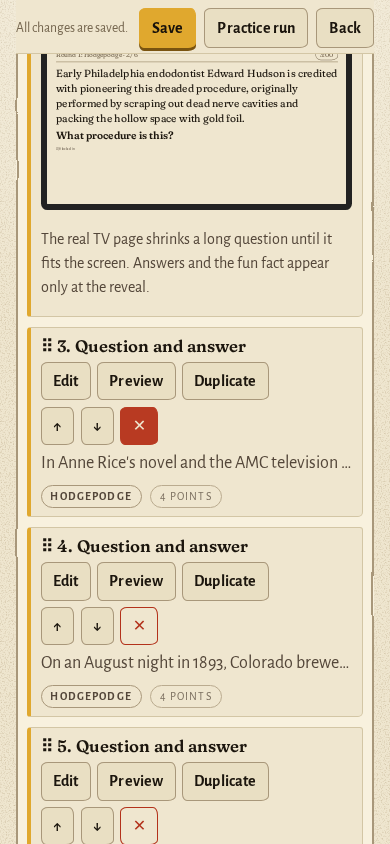 All changes are saved.
Save
Practice run
Back
Round 1: Hodgepodge · 2/6
Early Philadelphia endodontist Edward Hudson is credited
with pioneering this dreaded procedure, originally
performed by scraping out dead nerve cavities and
packing the hollow space with gold foil.
What procedure is this?
The real TV page shrinks a long question until it
fits the screen. Answers and the fun fact appear
only at the reveal.
⠿ 3. Question and answer
Edit
Preview
Duplicate
↑
↓
✕
In Anne Rice's novel and the AMC television …
HODGEPODGE
4 POINTS
⠿ 4. Question and answer
Edit
Preview
Duplicate
↑
↓
✕
On an August night in 1893, Colorado brewe…
HODGEPODGE
4 POINTS
⠿ 5. Question and answer
Edit
Preview
Duplicate
↑
↓
✕